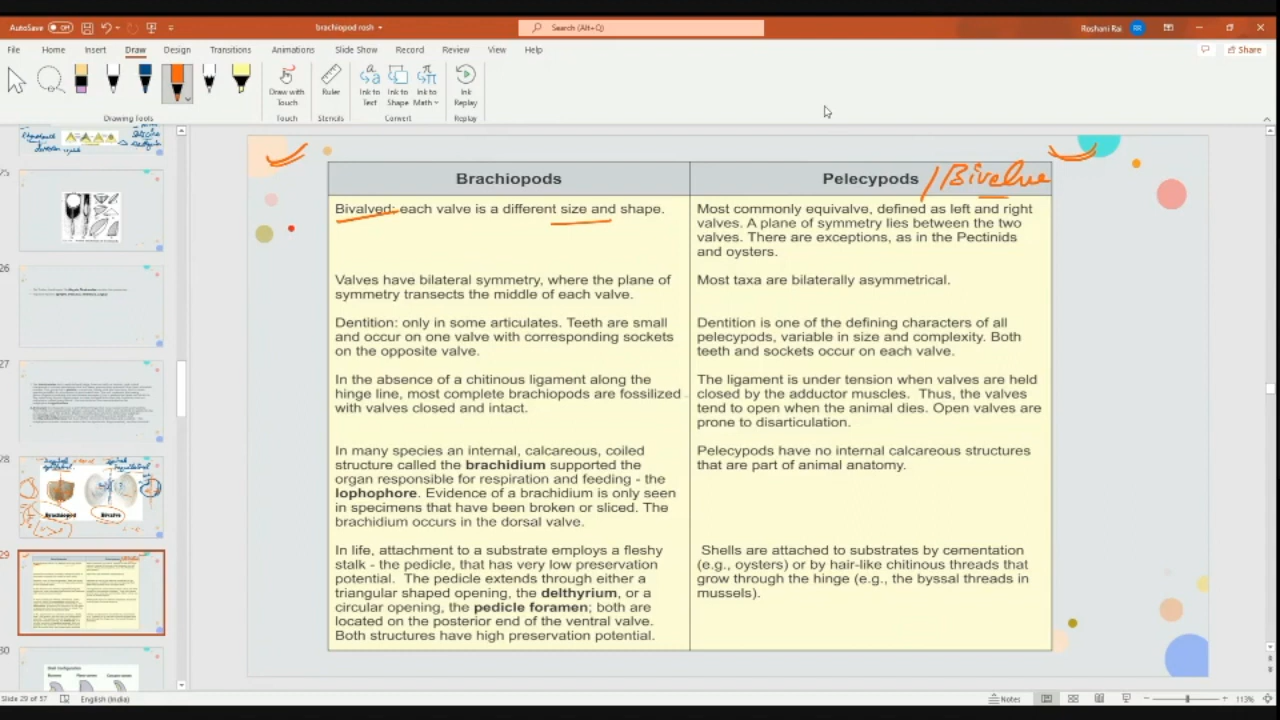 AutoSave Off
brachiopod rosh
Search (Alt+Q)
Roshani Rai RR
File Home Insert Draw Design Transitions Animations Slide Show Record Review View Help
Share
Draw with Touch
Ruler
Ink to Text
Ink to Shape
Ink to Math
Ink Replay
Drawing Tools
Touch
Stencils
Convert
Replay
26
27
28
Brachiopod
Bivalve
29
30
Brachiopods
Pelecypods /Bivalve
Bivalved: each valve is a different size and shape.
Most commonly equivalve, defined as left and right
valves. A plane of symmetry lies between the two
valves. There are exceptions, as in the Pectinids
and oysters.
Valves have bilateral symmetry, where the plane of
symmetry transects the middle of each valve.
Most taxa are bilaterally asymmetrical.
Dentition: only in some articulates. Teeth are small
and occur on one valve with corresponding sockets
on the opposite valve.
Dentition is one of the defining characters of all
pelecypods, variable in size and complexity. Both
teeth and sockets occur on each valve.
In the absence of a chitinous ligament along the
hinge line, most complete brachiopods are fossilized
with valves closed and intact.
The ligament is under tension when valves are held
closed by the adductor muscles. Thus, the valves
tend to open when the animal dies. Open valves are
prone to disarticulation.
In many species an internal, calcareous, coiled
structure called the brachidium supported the
organ responsible for respiration and feeding - the
lophophore. Evidence of a brachidium is only seen
in specimens that have been broken or sliced. The
brachidium occurs in the dorsal valve.
Pelecypods have no internal calcareous structures
that are part of animal anatomy.
In life, attachment to a substrate employs a fleshy
stalk - the pedicle, that has very low preservation
potential. The pedicle extends through either a
triangular shaped opening, the delthyrium, or a
circular opening, the pedicle foramen; both are
located on the posterior end of the ventral valve.
Both structures have high preservation potential.
Shells are attached to substrates by cementation
(e.g., oysters) or by hair-like chitinous threads that
grow through the hinge (e.g., the byssal threads in
mussels).
Slide 29 of 57
English (India)
Notes
113%